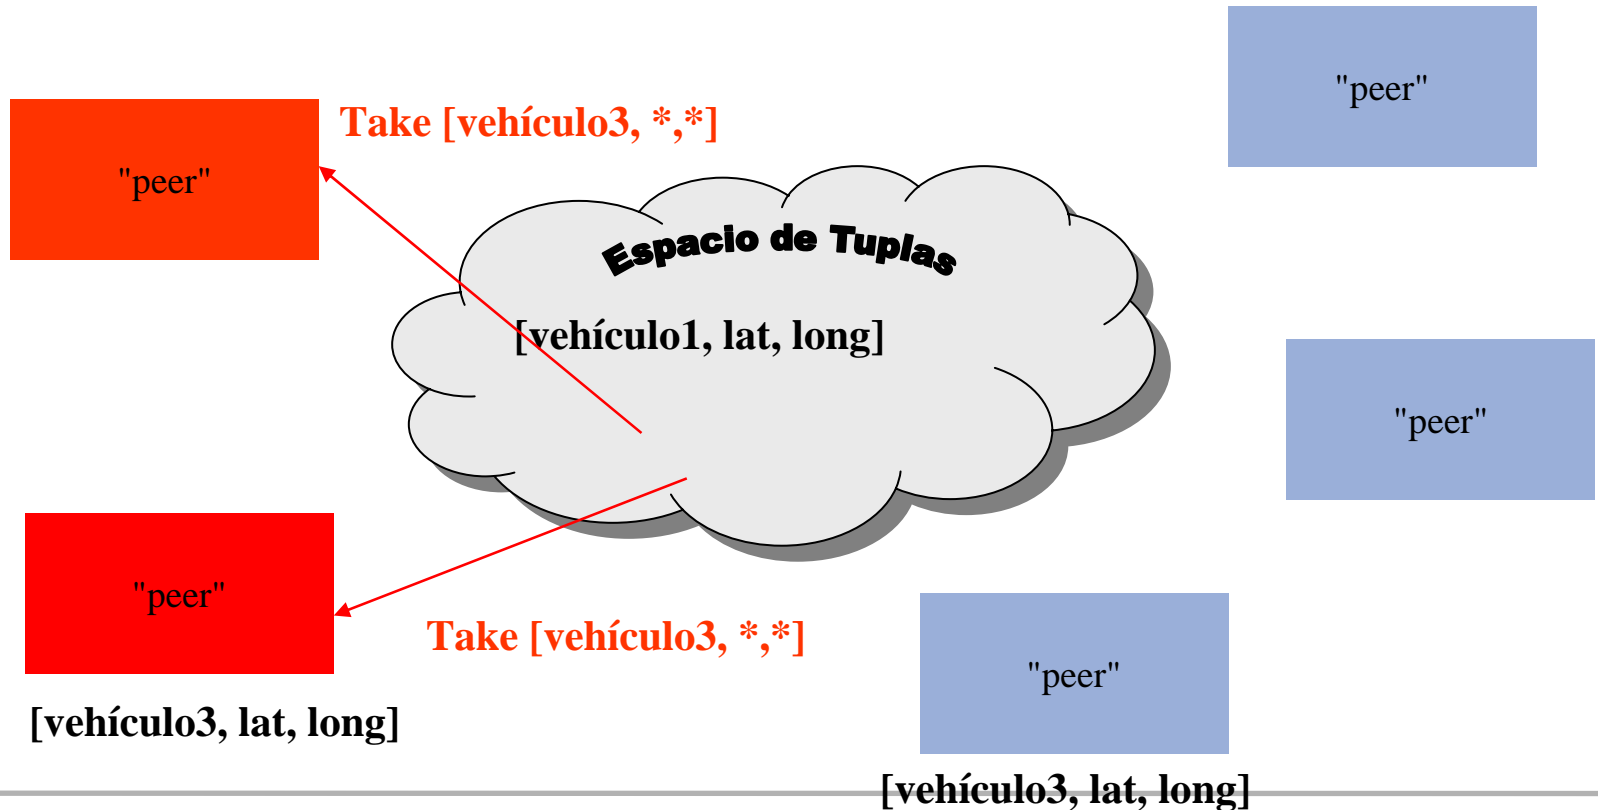 "peer"
Take [vehículo3, *,*]
"peer"
Espacio de Tuplas
[vehículo1, lat, long]
"peer"
"peer"
Take [vehículo3, *,*]
"peer"
[vehículo3, lat, long]
[vehículo3, lat, long]